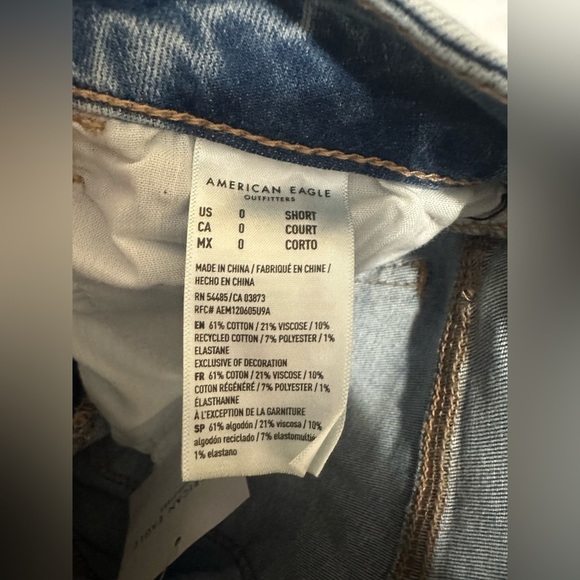 AMERICAN EAGLE
OUTFITTERS
US 0 SHORT
CA 0 COURT
MX 0 CORTO
MADE IN CHINA / FABRIQUÉ EN CHINE /
HECHO EN CHINA
RN 54485/CA 03873
RFC# AEM120605U9A
EN 61% COTTON / 21% VISCOSE / 10%
RECYCLED COTTON / 7% POLYESTER / 1%
ELASTANE
EXCLUSIVE OF DECORATION
FR 61% COTON / 21% VISCOSE / 10%
COTON RÉGÉNÉRÉ / 7% POLYESTER / 1%
ÉLASTHANNE
À L'EXCEPTION DE LA GARNITURE
SP 61% algodón / 21% viscosa / 10%
algodón reciclado / 7%
1% elastano
EAGLE